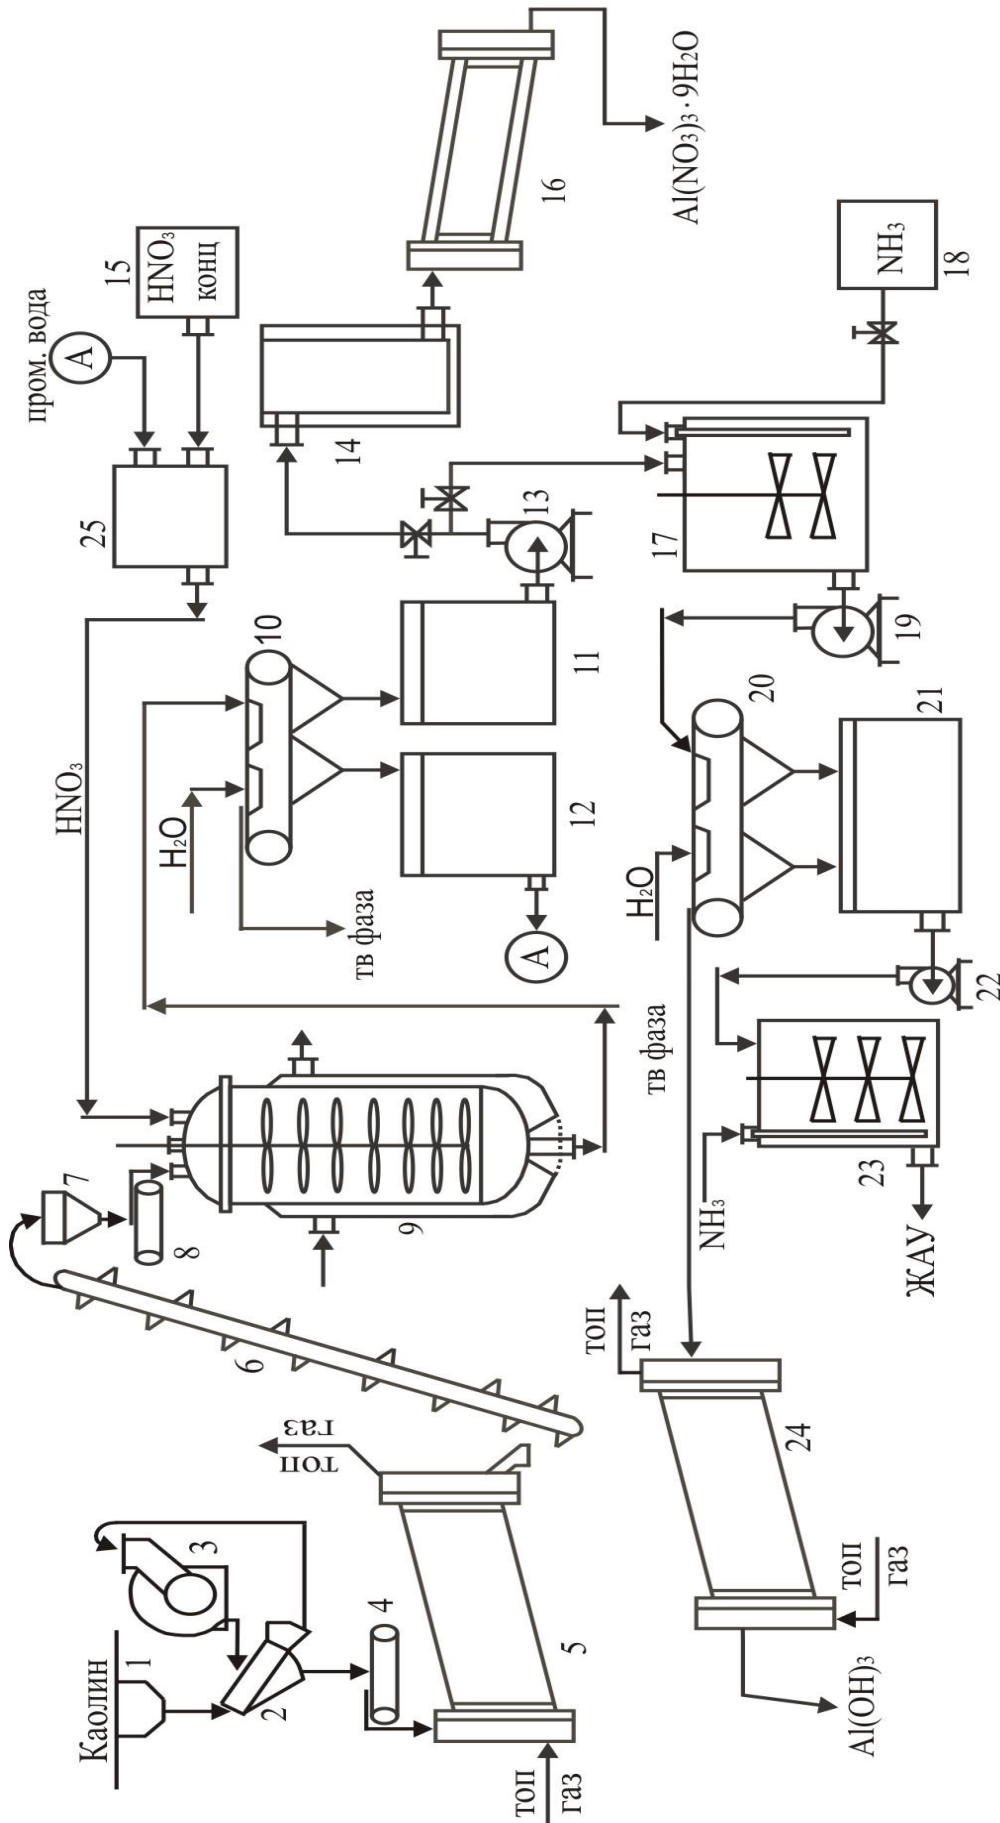 Каолин
1
2
3
4
5
топ
газ
топ
газ
6
7
8
9
HNO₃
H₂O
тв фаза
10
11
12
A
13
14
25
пром. вода
A
15
HNO₃
конц
16
Al(NO₃)₃ · 9H₂O
17
18
NH₃
19
20
H₂O
21
22
тв фаза
23
NH₃
ЖАУ
24
топ
газ
топ
газ
Al(OH)₃